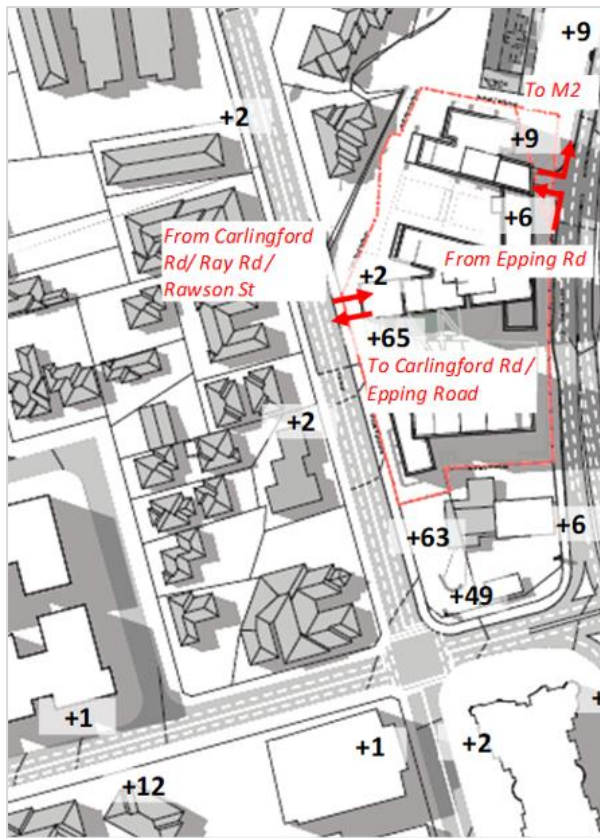 +9
To M2
+2
+9
From Carlingford
Rd/ Ray Rd /
Rawson St
+6
From Epping Rd
+2
+65
To Carlingford Rd /
Epping Road
+2
+63
+6
+49
+1
+1
+2
+12